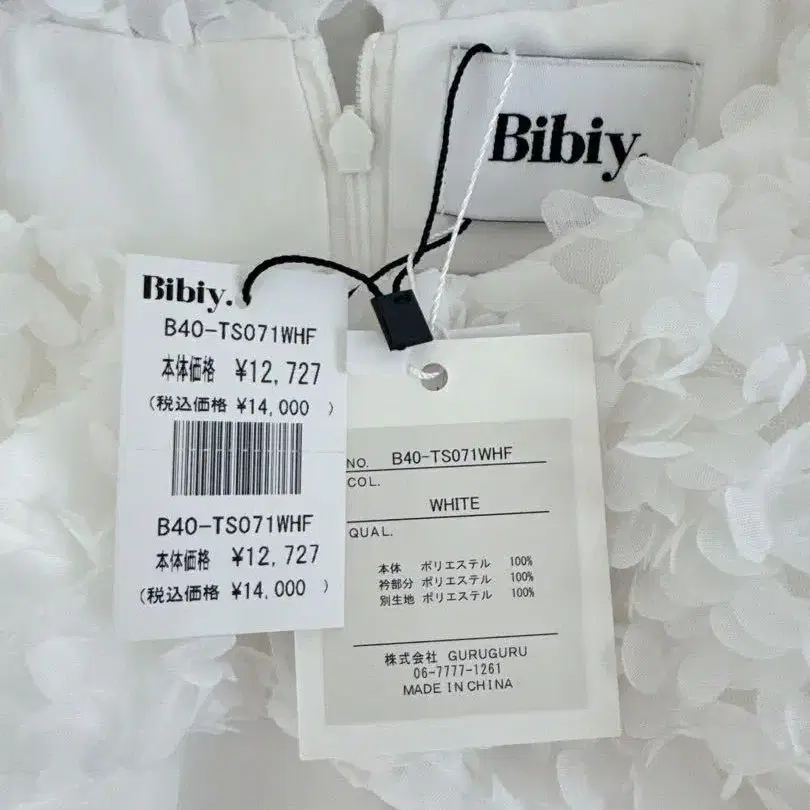 Bibiy.
Bibiy.
B40-TS071WHF
本体価格 ¥12,727
(税込価格 ¥14,000 )
B40-TS071WHF
本体価格 ¥12,727
(税込価格 ¥14,000 )
NO. B40-TS071WHF
COL.
WHITE
QUAL.
本体 ポリエステル 100%
衿部分 ポリエステル 100%
別生地 ポリエステル 100%
株式会社 GURUGURU
06-7777-1261
MADE IN CHINA